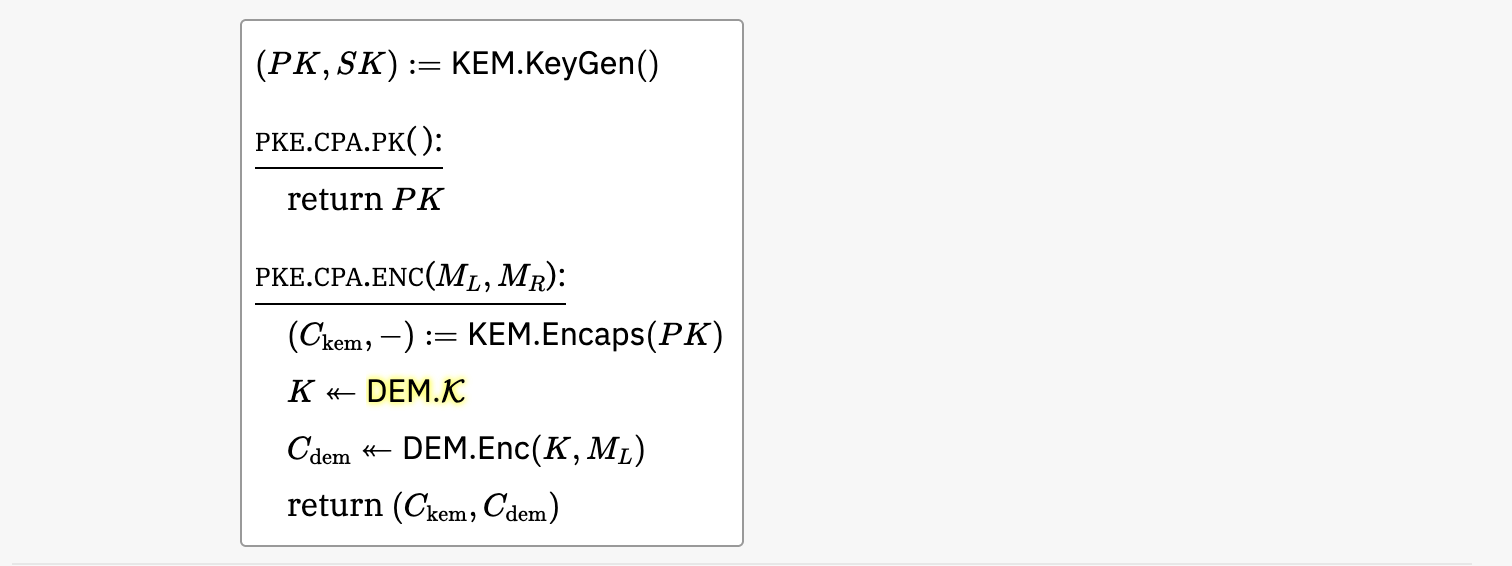 (PK, SK) := KEM.KeyGen()
PKE.CPA.PK():
return PK
PKE.CPA.ENC(M_L, M_R):
(C_kem, −) := KEM.Encaps(PK)
K ↞ DEM.𝒦
C_dem ↞ DEM.Enc(K, M_L)
return (C_kem, C_dem)